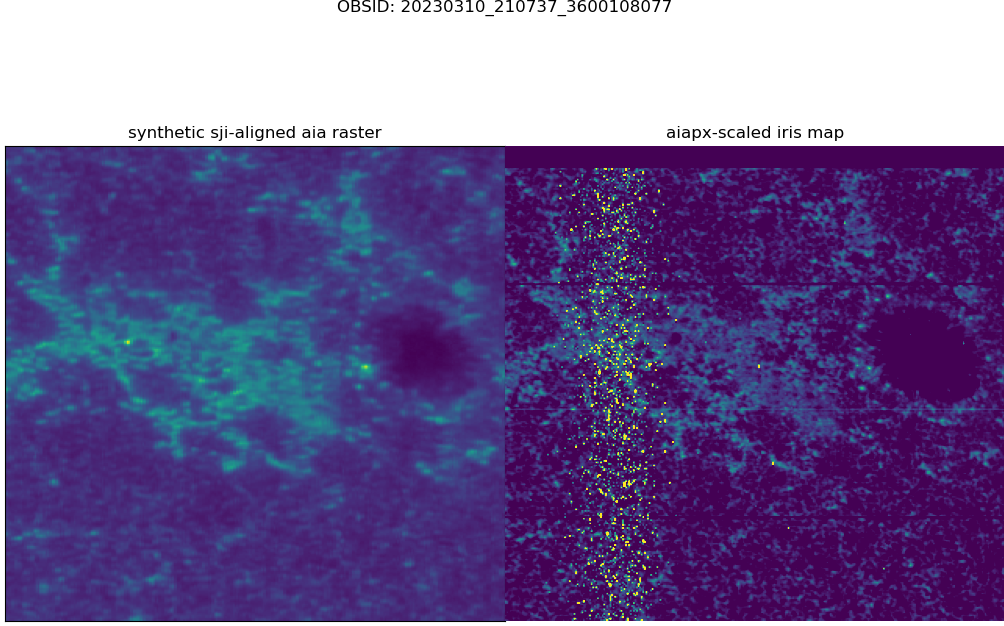 OBSID: 20230310_210737_3600108077
synthetic sji-aligned aia raster
aiapx-scaled iris map